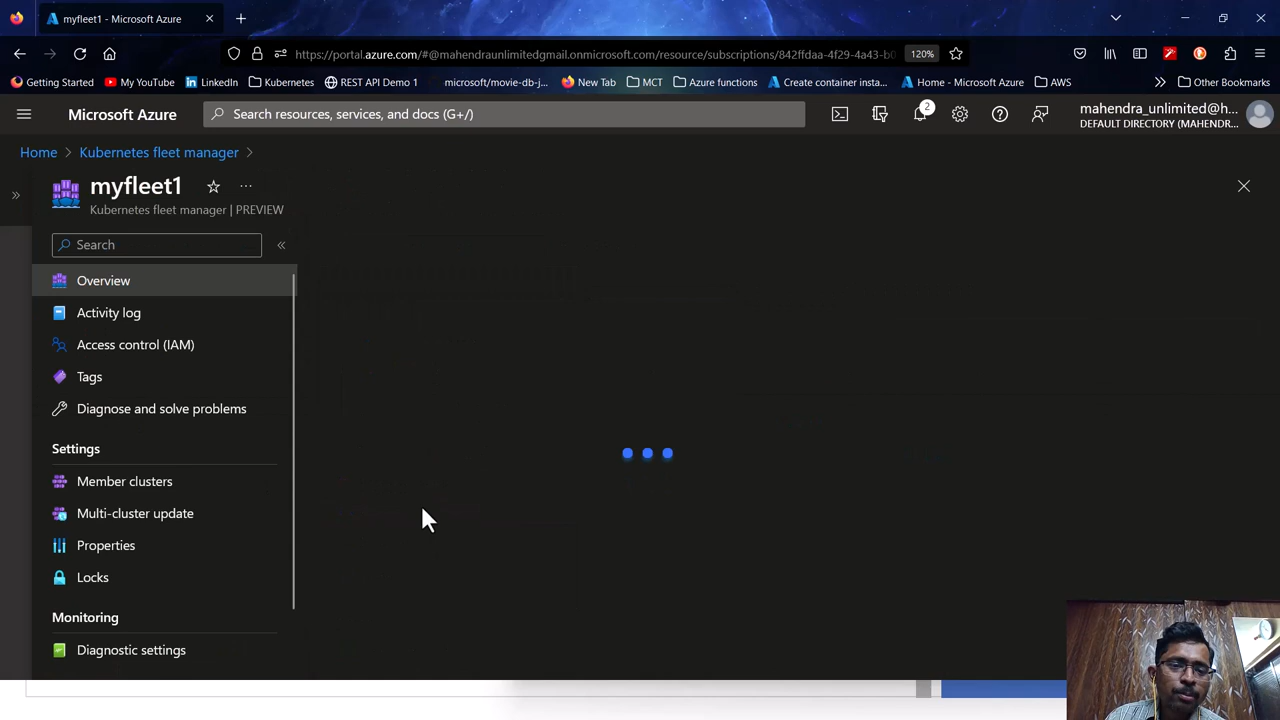 myfleet1 - Microsoft Azure
https://portal.azure.com/#@mahendraunlimitedgmail.onmicrosoft.com/resource/subscriptions/842ffdaa-4f29-4a43-b0
120%
Getting Started
My YouTube
LinkedIn
Kubernetes
REST API Demo 1
microsoft/movie-db-j...
New Tab
MCT
Azure functions
Create container insta...
Home - Microsoft Azure
AWS
Other Bookmarks
Microsoft Azure
Search resources, services, and docs (G+/)
2
mahendra_unlimited@h...
DEFAULT DIRECTORY (MAHENDR...
Home > Kubernetes fleet manager >
myfleet1
Kubernetes fleet manager | PREVIEW
Search
Overview
Activity log
Access control (IAM)
Tags
Diagnose and solve problems
Settings
Member clusters
Multi-cluster update
Properties
Locks
Monitoring
Diagnostic settings